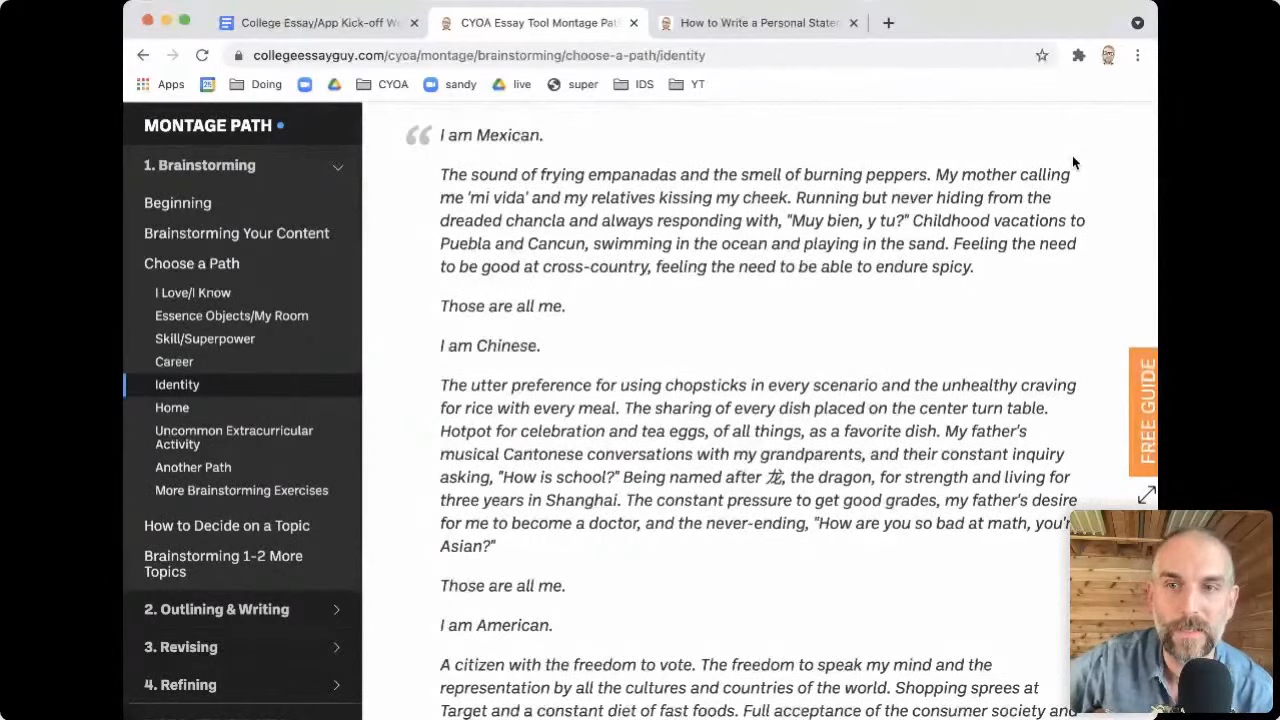 College Essay/App Kick-off We
CYOA Essay Tool Montage Pat
How to Write a Personal State
collegeessayguy.com/cyoa/montage/brainstorming/choose-a-path/identity
Apps
Doing
CYOA
sandy
live
super
IDS
YT
MONTAGE PATH
1. Brainstorming
Beginning
Brainstorming Your Content
Choose a Path
I Love/I Know
Essence Objects/My Room
Skill/Superpower
Career
Identity
Home
Uncommon Extracurricular
Activity
Another Path
More Brainstorming Exercises
How to Decide on a Topic
Brainstorming 1-2 More
Topics
2. Outlining & Writing
3. Revising
4. Refining
“ I am Mexican.
The sound of frying empanadas and the smell of burning peppers. My mother calling
me 'mi vida' and my relatives kissing my cheek. Running but never hiding from the
dreaded chancla and always responding with, "Muy bien, y tu?" Childhood vacations to
Puebla and Cancun, swimming in the ocean and playing in the sand. Feeling the need
to be good at cross-country, feeling the need to be able to endure spicy.
Those are all me.
I am Chinese.
The utter preference for using chopsticks in every scenario and the unhealthy craving
for rice with every meal. The sharing of every dish placed on the center turn table.
Hotpot for celebration and tea eggs, of all things, as a favorite dish. My father's
musical Cantonese conversations with my grandparents, and their constant inquiry
asking, "How is school?" Being named after 龙, the dragon, for strength and living for
three years in Shanghai. The constant pressure to get good grades, my father's desire
for me to become a doctor, and the never-ending, "How are you so bad at math, you'r
Asian?"
Those are all me.
I am American.
A citizen with the freedom to vote. The freedom to speak my mind and the
representation by all the cultures and countries of the world. Shopping sprees at
Target and a constant diet of fast foods. Full acceptance of the consumer society and
FREE GUIDE